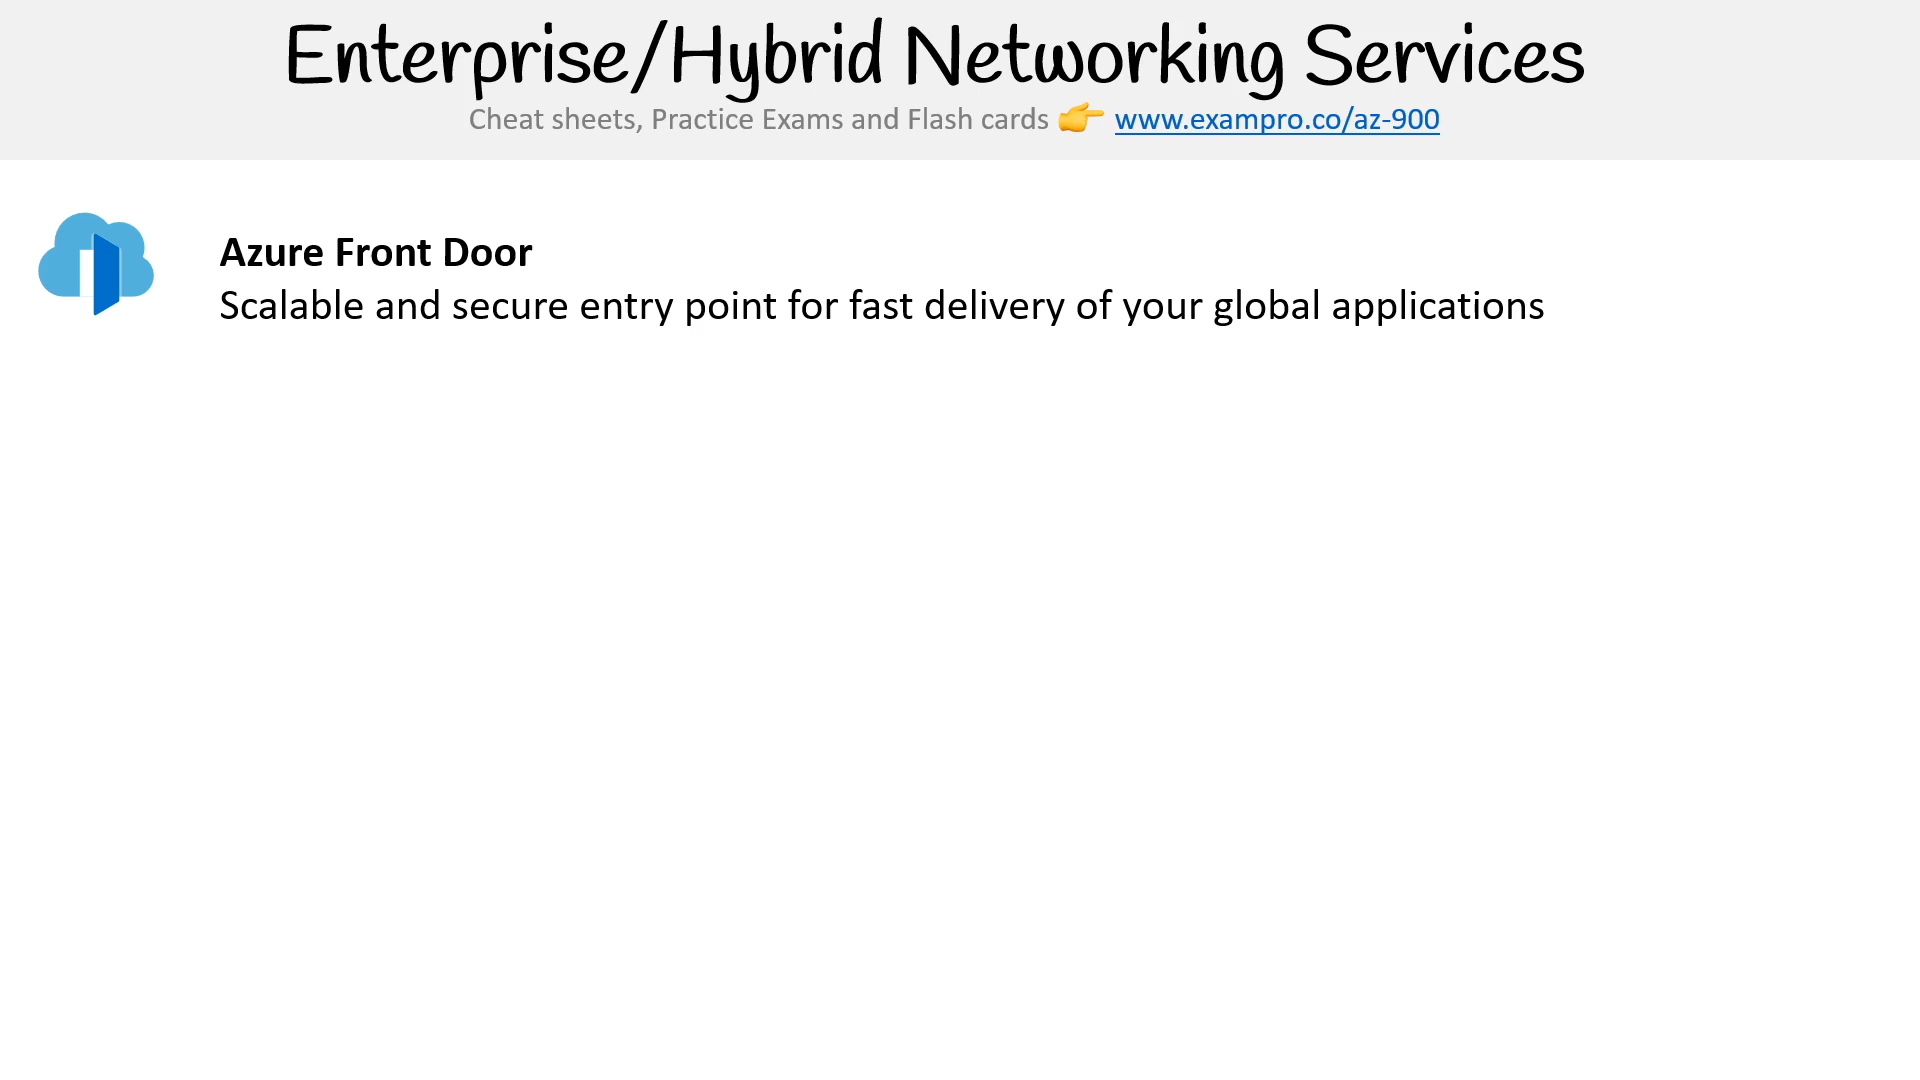 Enterprise/Hybrid Networking Services
Cheat sheets, Practice Exams and Flash cards 👉 www.exampro.co/az-900
Azure Front Door
Scalable and secure entry point for fast delivery of your global applications